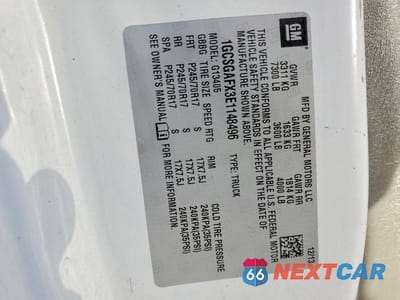 GM
MFD BY GENERAL MOTORS LLC
12/13
GVWR GAWR FRT GAWR RR
3311 KG 1633 KG 1814 KG
7300 LB 3600 LB 4000 LB
THIS VEHICLE CONFORMS TO ALL APPLICABLE U.S. FEDERAL MOTOR
VEHICLE SAFETY STANDARDS IN EFFECT ON THE DATE OF
MANUFACTURE SHOWN ABOVE.
1GCSGAFX3E1148496 TYPE: TRUCK
MODEL: G13405
GBBG TIRE SIZE SPEED RTG RIM COLD TIRE PRESSURE
FRT P245/70R17 S 17X7.5J 240KPA(35PSI)
RR P245/70R17 S 17X7.5J 240KPA(35PSI)
SPA P245/70R17 S 17X7.5J 240KPA(35PSI)
SEE OWNER'S MANUAL FOR MORE INFORMATION.
66 NEXTCAR